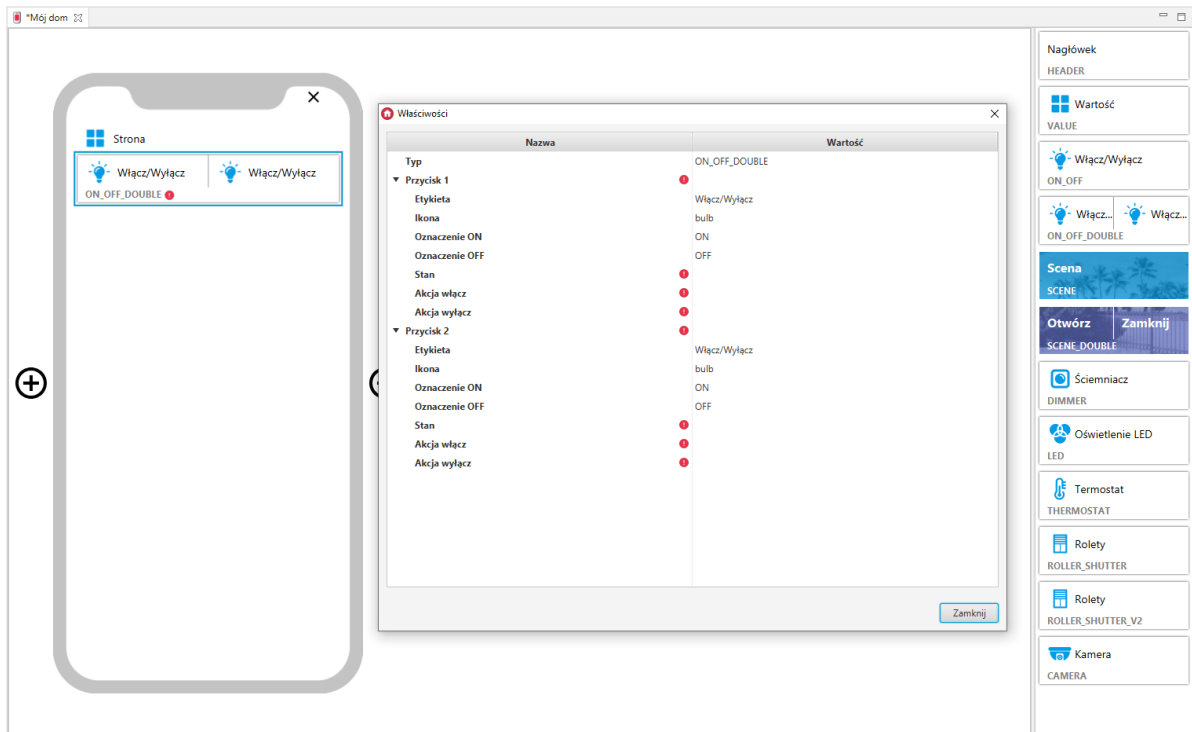 *Mój dom
Strona
Włącz/Wyłącz Włącz/Wyłącz
ON_OFF_DOUBLE
Właściwości
Nazwa Wartość
Typ ON_OFF_DOUBLE
Przycisk 1
Etykieta Włącz/Wyłącz
Ikona bulb
Oznaczenie ON ON
Oznaczenie OFF OFF
Stan
Akcja włącz
Akcja wyłącz
Przycisk 2
Etykieta Włącz/Wyłącz
Ikona bulb
Oznaczenie ON ON
Oznaczenie OFF OFF
Stan
Akcja włącz
Akcja wyłącz
Zamknij
Nagłówek
HEADER
Wartość
VALUE
Włącz/Wyłącz
ON_OFF
Włącz... Włącz...
ON_OFF_DOUBLE
Scena
SCENE
Otwórz Zamknij
SCENE_DOUBLE
Ściemniacz
DIMMER
Oświetlenie LED
LED
Termostat
THERMOSTAT
Rolety
ROLLER_SHUTTER
Rolety
ROLLER_SHUTTER_V2
Kamera
CAMERA